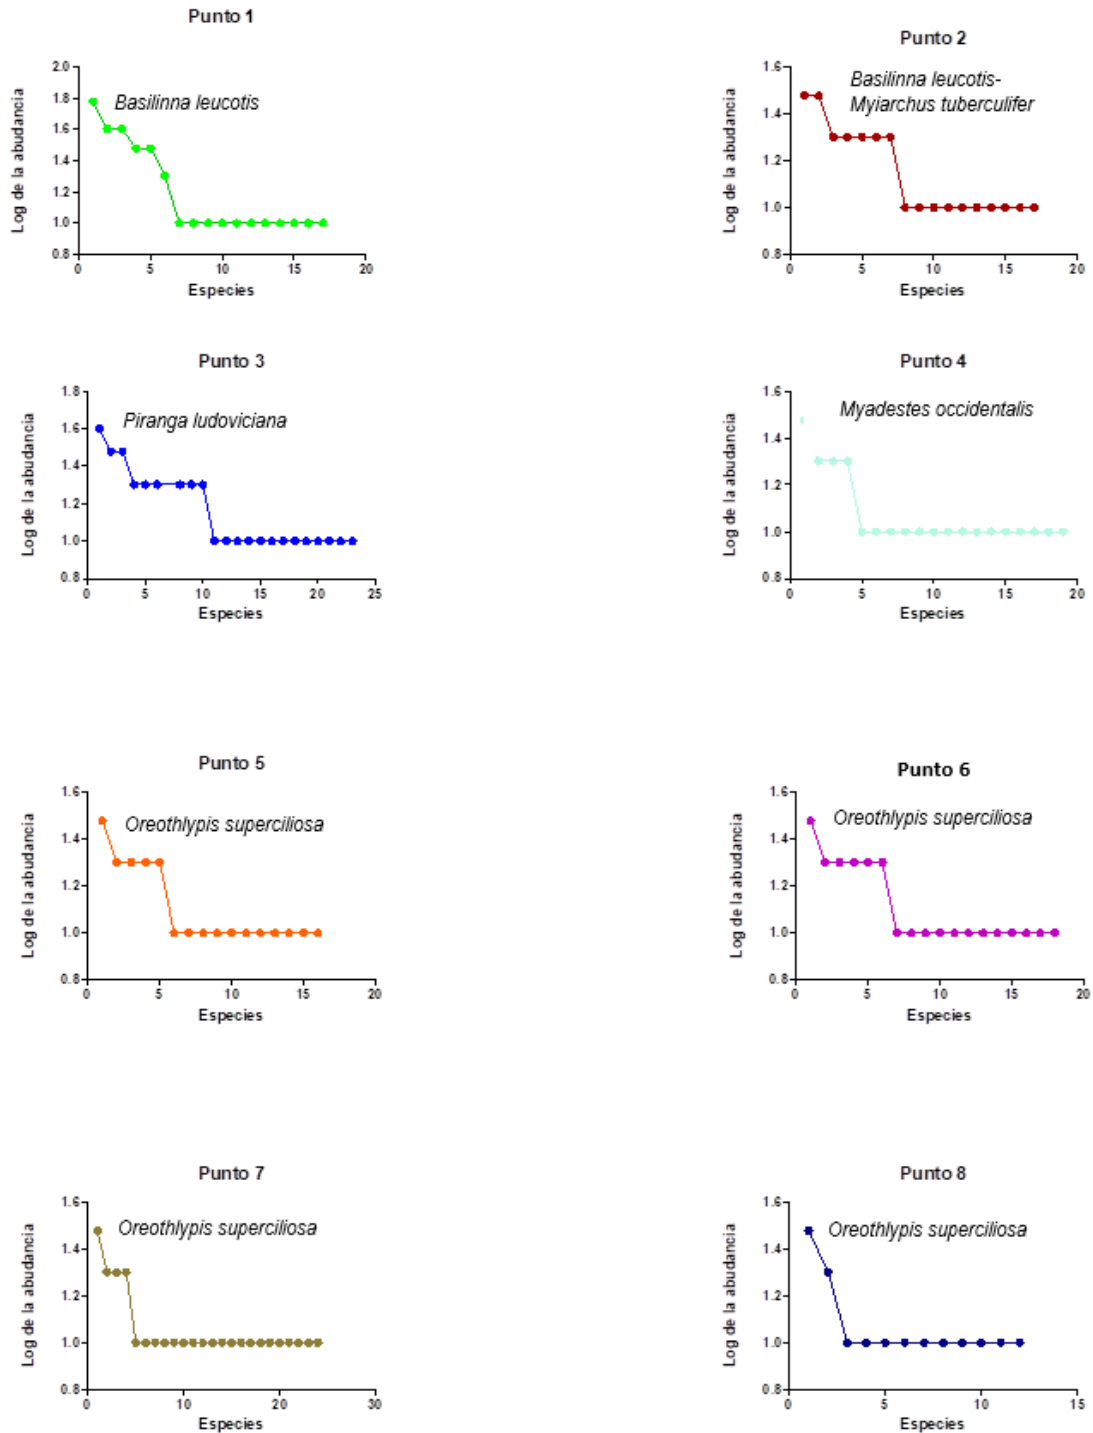 Punto 1
2.0
1.8
1.6
1.4
1.2
1.0
0.8
Log de la abudancia
Basilinna leucotis
0 5 10 15 20
Especies
Punto 2
1.6
1.4
1.2
1.0
0.8
Log de la abudancia
Basilinna leucotis-
Myiarchus tuberculifer
0 5 10 15 20
Especies
Punto 3
1.8
1.6
1.4
1.2
1.0
0.8
Log de la abudancia
Piranga ludoviciana
0 5 10 15 20 25
Especies
Punto 4
1.6
1.4
1.2
1.0
0.8
Log de la abudancia
Myadestes occidentalis
0 5 10 15 20
Especies
Punto 5
1.6
1.4
1.2
1.0
0.8
Log de la abudancia
Oreothlypis superciliosa
0 5 10 15 20
Especies
Punto 6
1.6
1.4
1.2
1.0
0.8
Log de la abudancia
Oreothlypis superciliosa
0 5 10 15 20
Especies
Punto 7
1.6
1.4
1.2
1.0
0.8
Log de la abudancia
Oreothlypis superciliosa
0 10 20 30
Especies
Punto 8
1.6
1.4
1.2
1.0
0.8
Log de la abudancia
Oreothlypis superciliosa
0 5 10 15
Especies